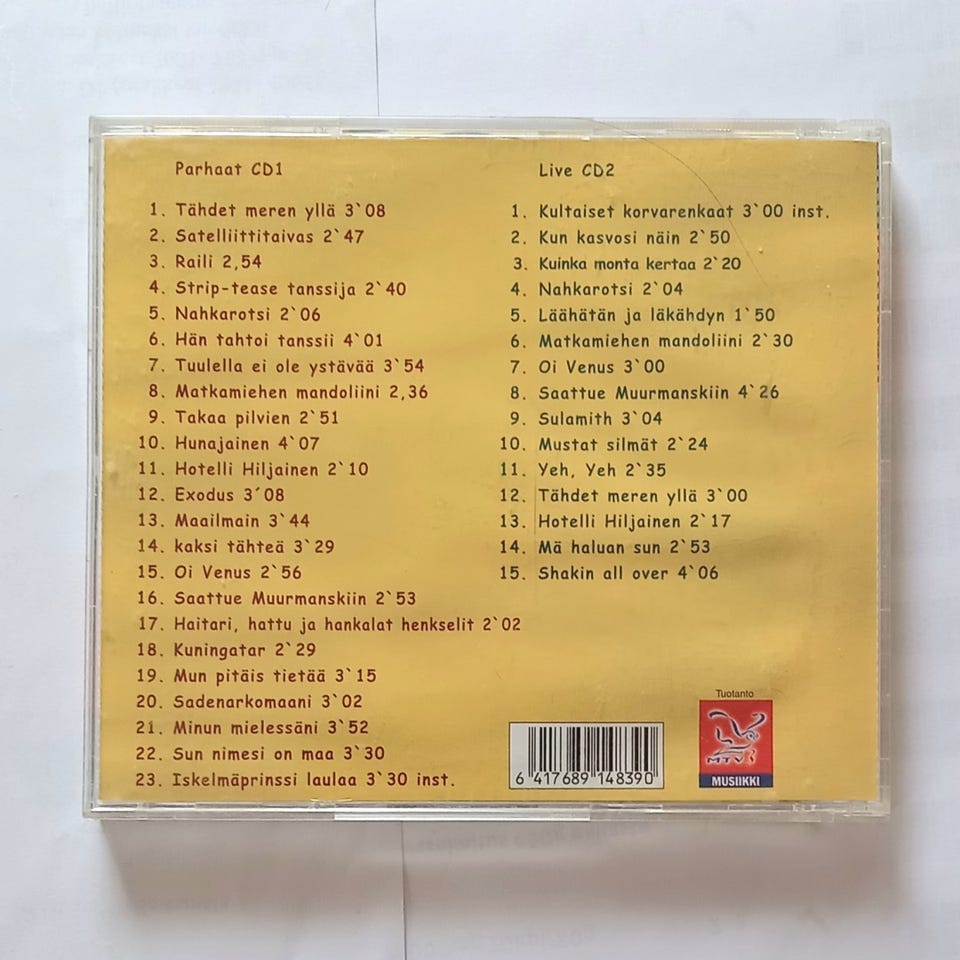 Parhaat CD1
1. Tähdet meren yllä 3`08
2. Satelliittitaivas 2`47
3. Raili 2,54
4. Strip-tease tanssija 2`40
5. Nahkarotsi 2`06
6. Hän tahtoi tanssii 4`01
7. Tuulella ei ole ystävää 3`54
8. Matkamiehen mandoliini 2,36
9. Takaa pilvien 2`51
10. Hunajainen 4`07
11. Hotelli Hiljainen 2`10
12. Exodus 3´08
13. Maailmain 3`44
14. kaksi tähteä 3`29
15. Oi Venus 2`56
16. Saattue Muurmanskiin 2`53
17. Haitari, hattu ja hankalat henkselit 2`02
18. Kuningatar 2`29
19. Mun pitäis tietää 3`15
20. Sadenarkomaani 3`02
21. Minun mielessäni 3`52
22. Sun nimesi on maa 3`30
23. Iskelmäprinssi laulaa 3`30 inst.
Live CD2
1. Kultaiset korvarenkaat 3`00 inst.
2. Kun kasvosi näin 2`50
3. Kuinka monta kertaa 2`20
4. Nahkarotsi 2`04
5. Läähätän ja läkähdyn 1`50
6. Matkamiehen mandoliini 2`30
7. Oi Venus 3`00
8. Saattue Muurmanskiin 4`26
9. Sulamith 3`04
10. Mustat silmät 2`24
11. Yeh, Yeh 2`35
12. Tähdet meren yllä 3`00
13. Hotelli Hiljainen 2`17
14. Mä haluan sun 2`53
15. Shakin all over 4`06
6 417689 148390
Tuotanto
MTV3
MUSIIKKI